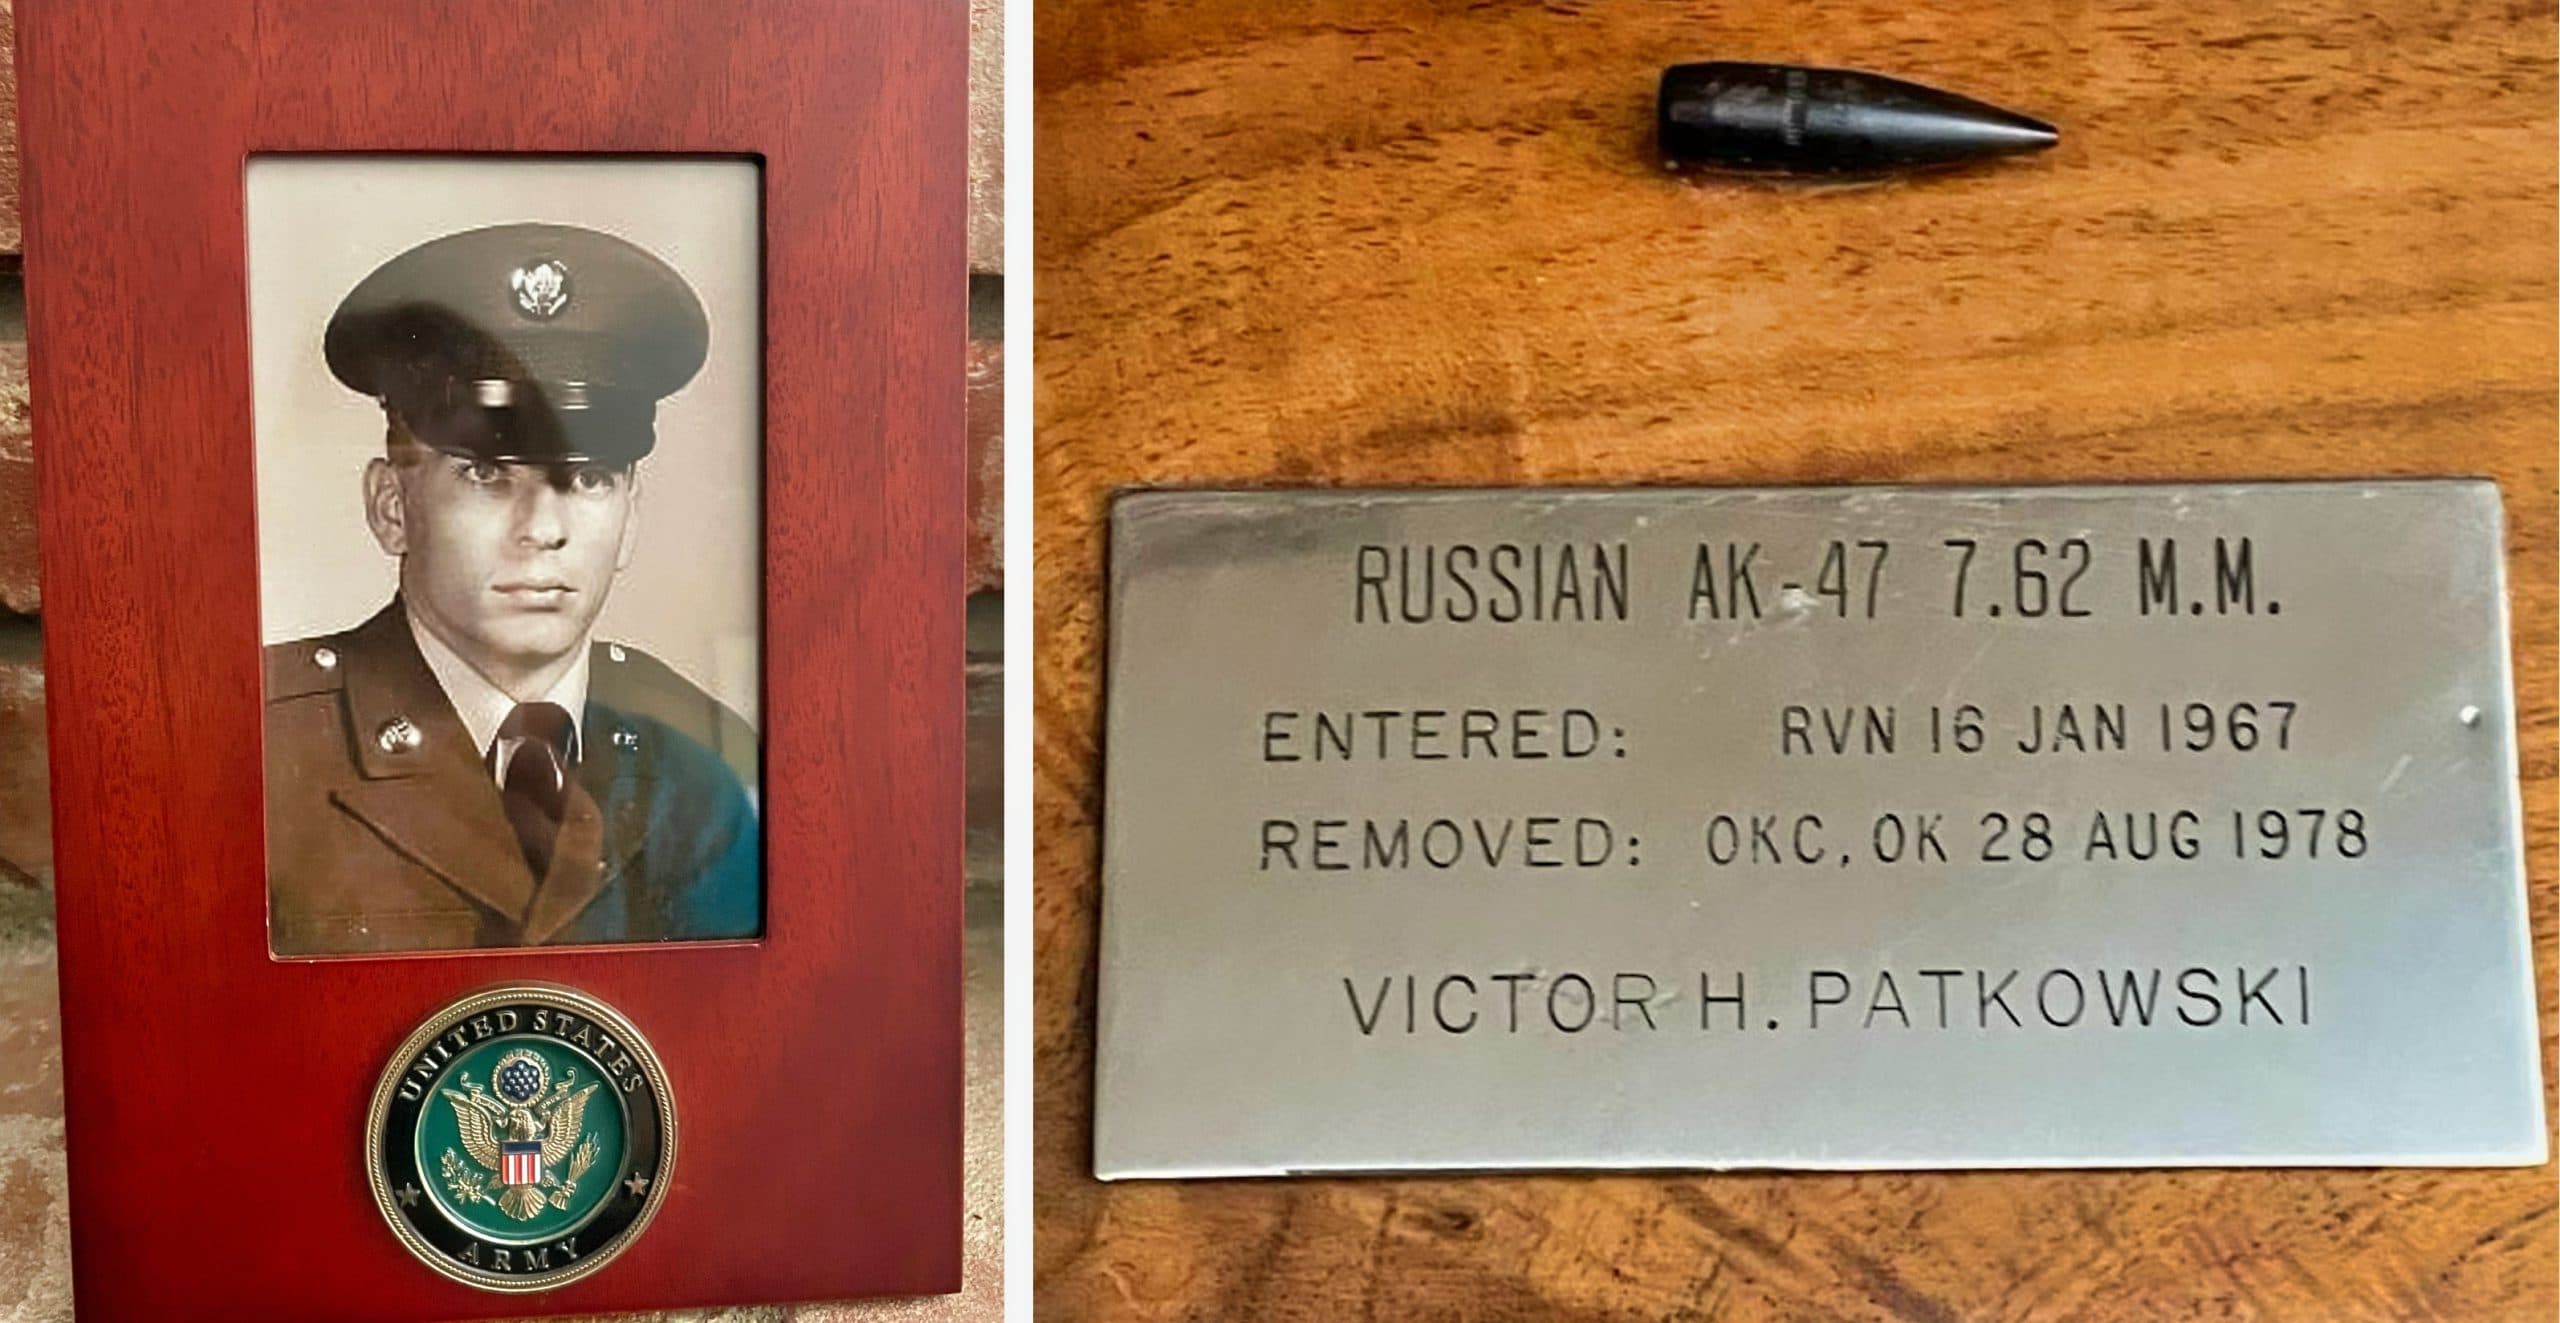 UNITED STATES
ARMY
RUSSIAN AK-47 7.62 M.M.
ENTERED: RVN 16 JAN 1967
REMOVED: OKC, OK 28 AUG 1978
VICTOR H. PATKOWSKI